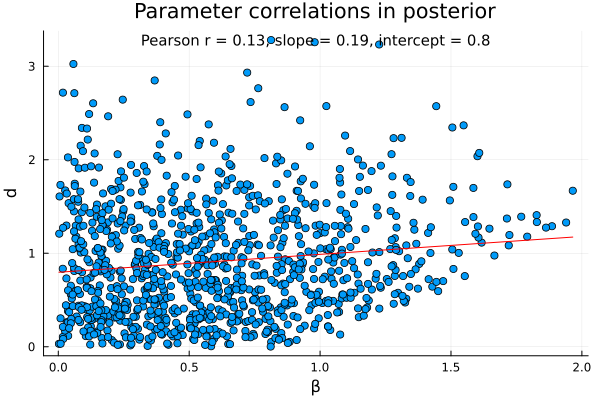 Parameter correlations in posterior
Pearson r = 0.13, slope = 0.19, intercept = 0.8
3
2
d
1
0
0.0 0.5 1.0 1.5 2.0
β